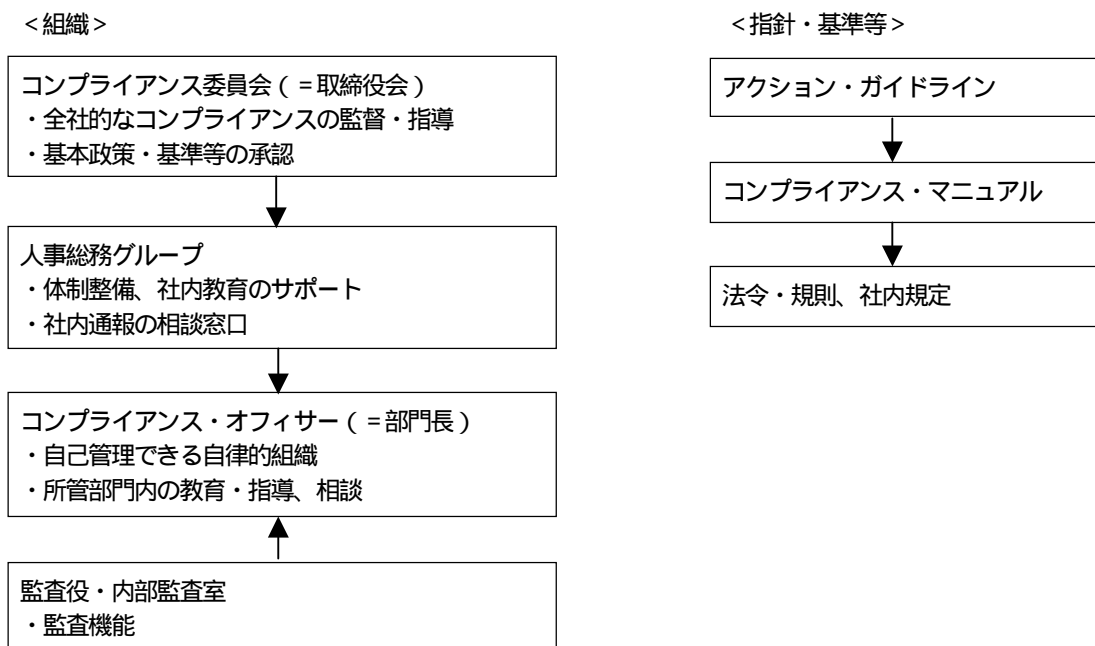 <組織>
コンプライアンス委員会(=取締役会)
・全社的なコンプライアンスの監督・指導
・基本政策・基準等の承認
人事総務グループ
・体制整備、社内教育のサポート
・社内通報の相談窓口
コンプライアンス・オフィサー(=部門長)
・自己管理できる自律的組織
・所管部門内の教育・指導、相談
監査役・内部監査室
・監査機能
<指針・基準等>
アクション・ガイドライン
コンプライアンス・マニュアル
法令・規則、社内規定